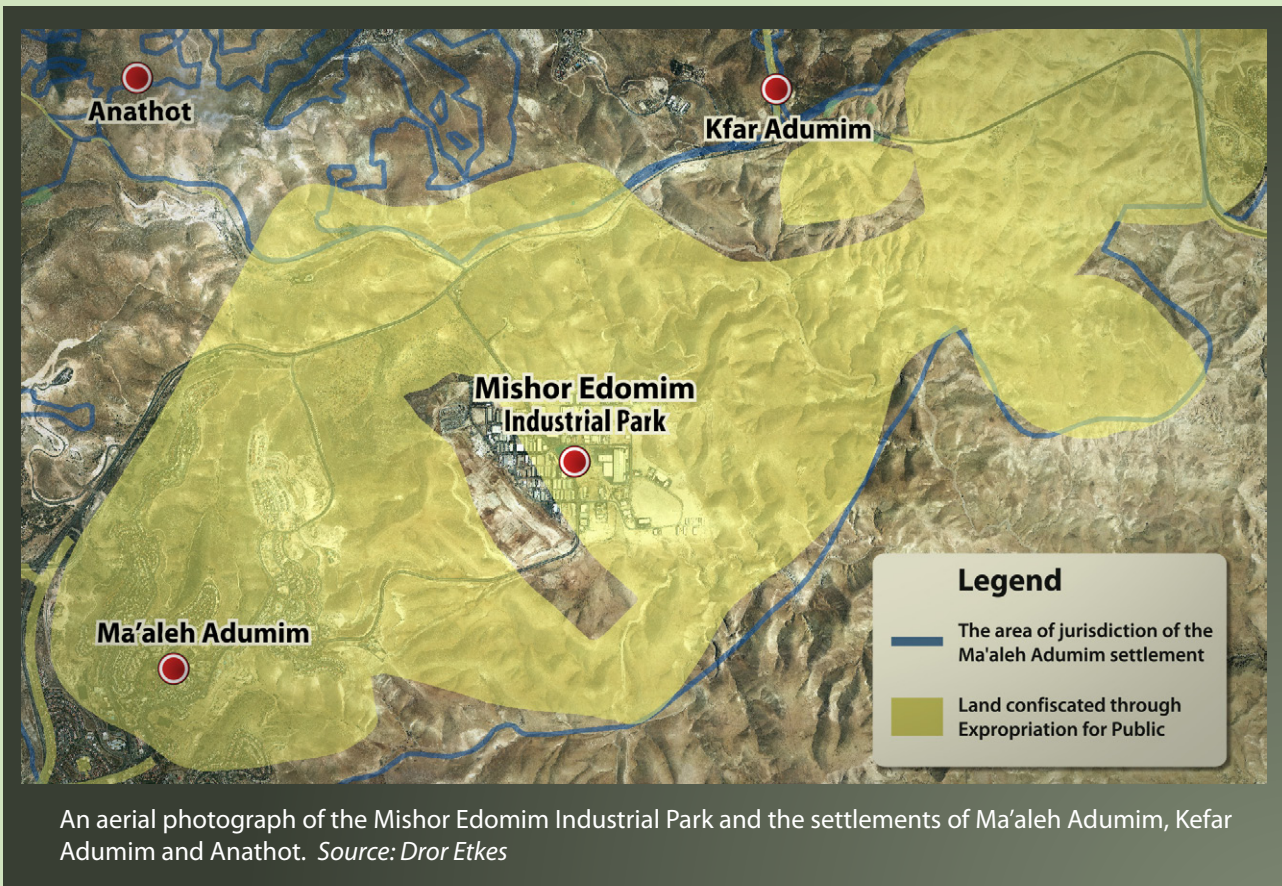 Anathot
Kfar Adumim
Mishor Edomim
Industrial Park
Ma'aleh Adumim
Legend
The area of jurisdiction of the
Ma'aleh Adumim settlement
Land confiscated through
Expropriation for Public
An aerial photograph of the Mishor Edomim Industrial Park and the settlements of Ma’aleh Adumim, Kefar
Adumim and Anathot. Source: Dror Etkes